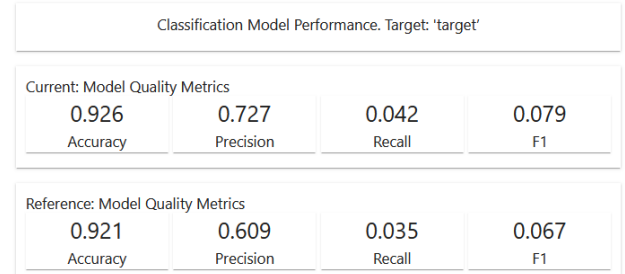 Classification Model Performance. Target: 'target’
Current: Model Quality Metrics
0.926 0.727 0.042 0.079
Accuracy Precision Recall F1
Reference: Model Quality Metrics
0.921 0.609 0.035 0.067
Accuracy Precision Recall F1